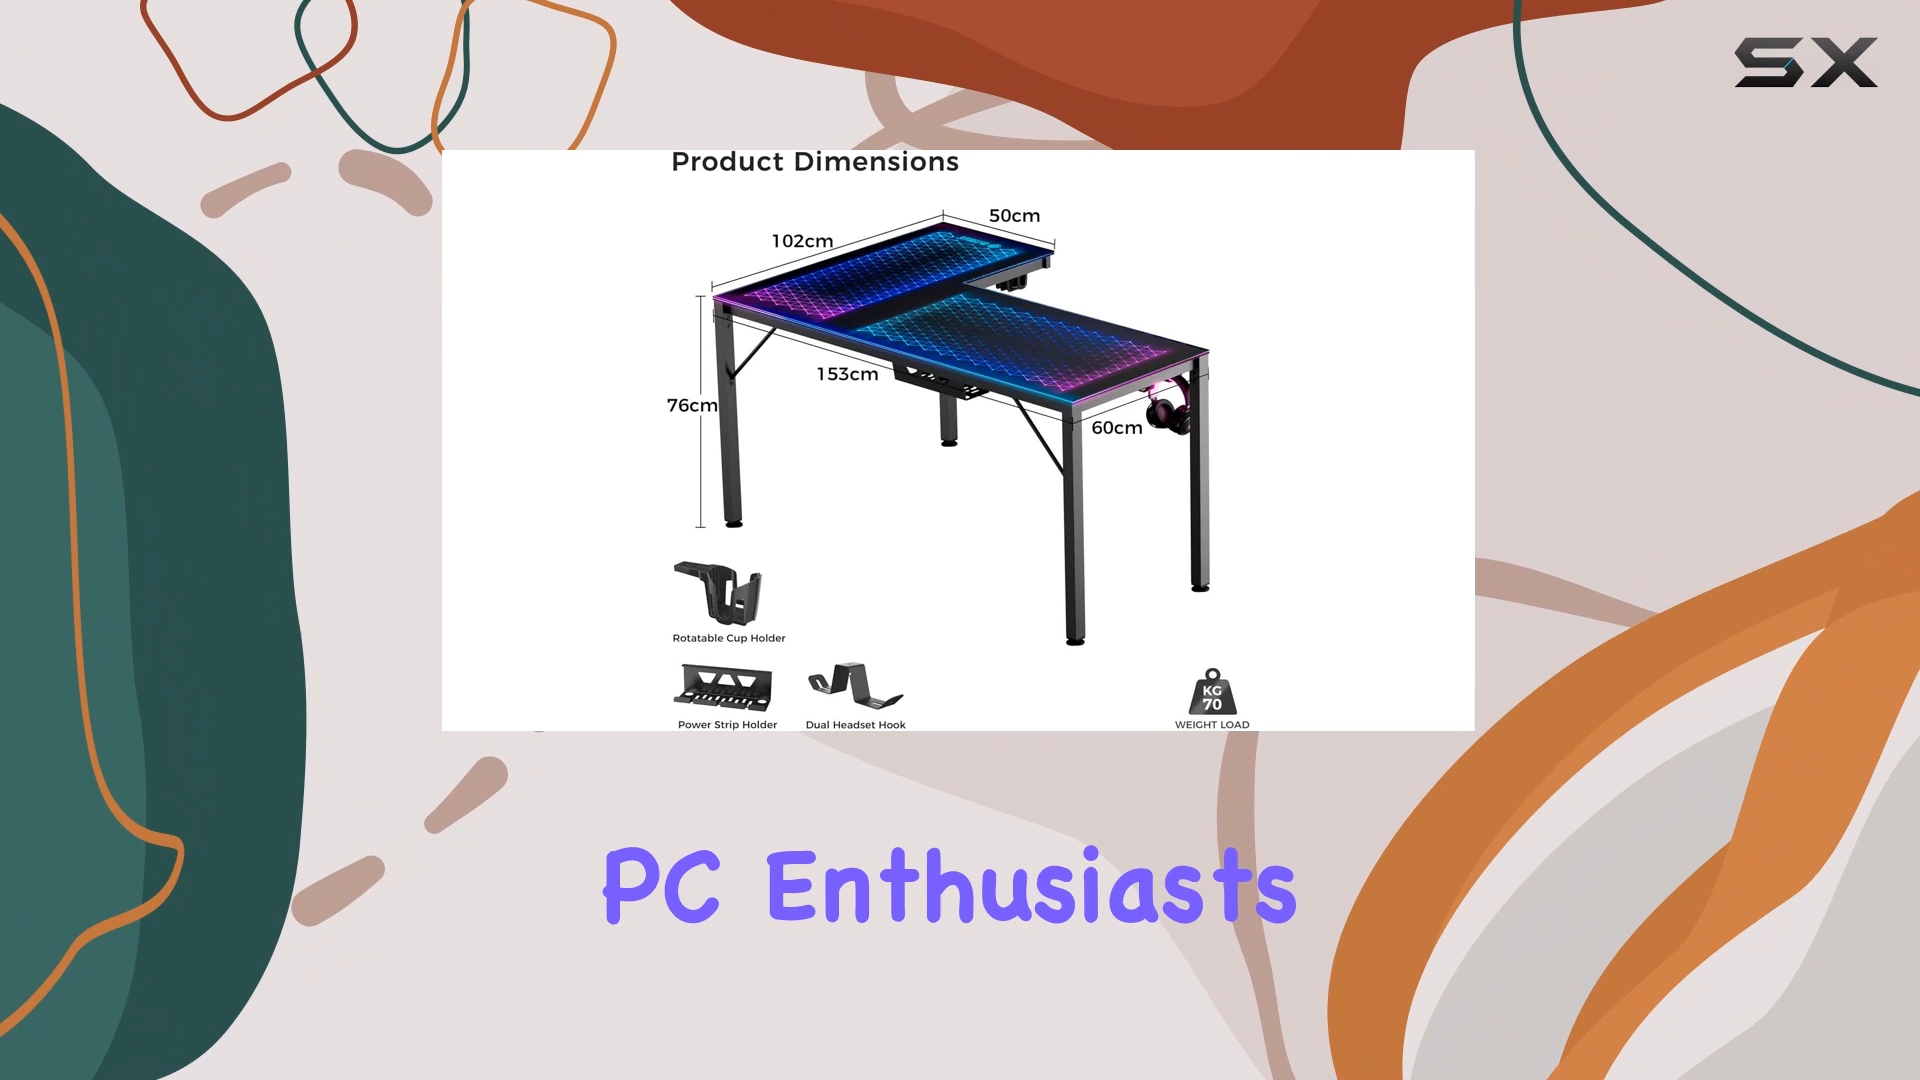 SX
Product Dimensions
50cm
102cm
153cm
76cm
60cm
Rotatable Cup Holder
KG
70
Power Strip Holder
Dual Headset Hook
WEIGHT LOAD
PC Enthusiasts